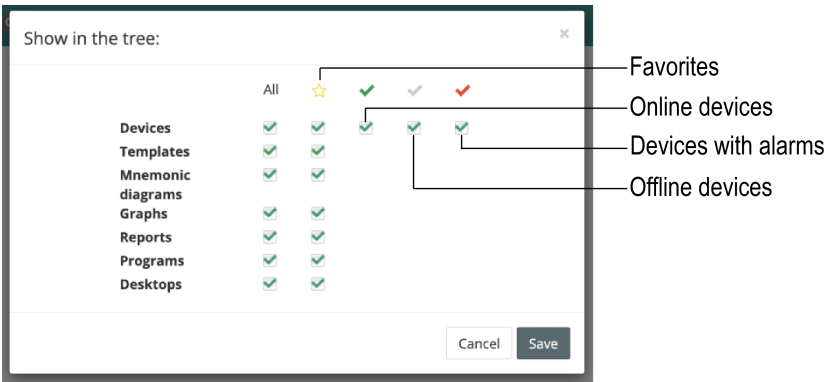 Show in the tree:
×
Favorites
All
Online devices
Devices
Devices with alarms
Templates
Mnemonic
diagrams
Offline devices
Graphs
Reports
Programs
Desktops
Cancel Save